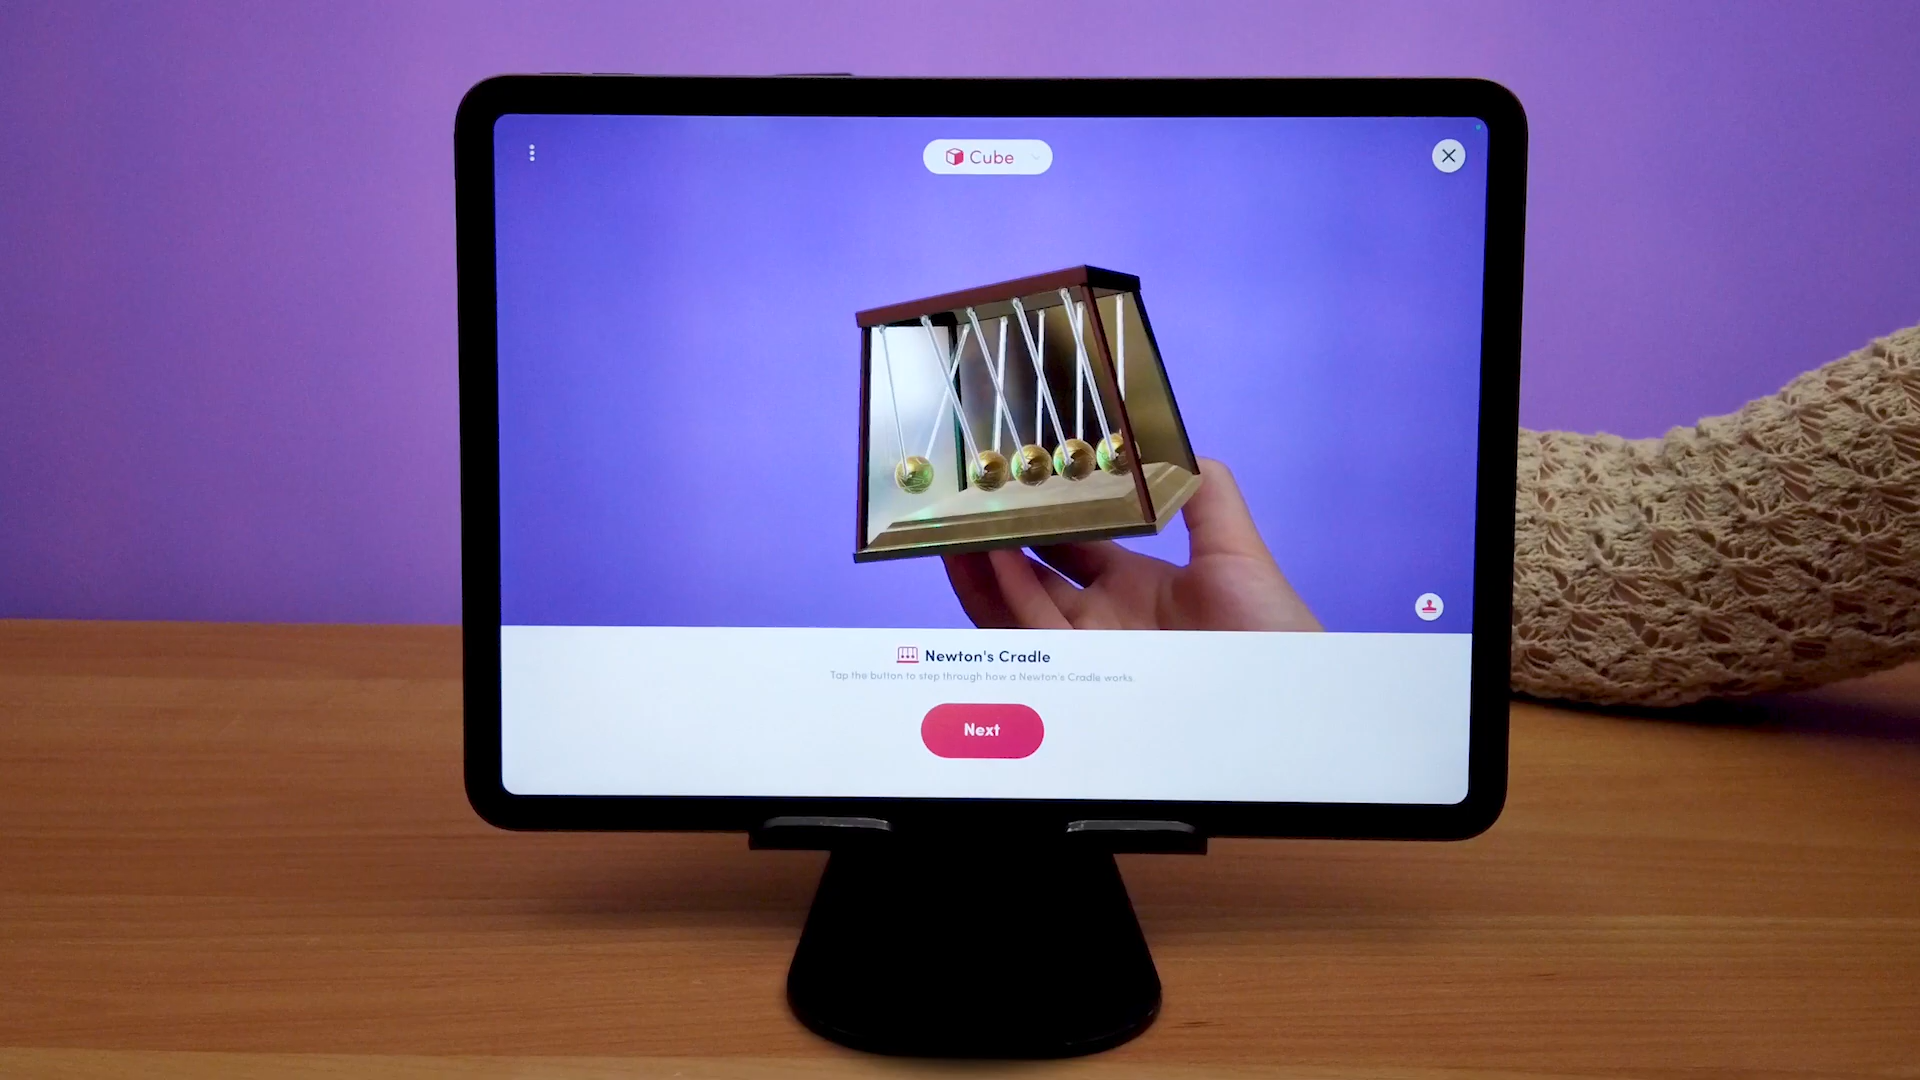 Cube
Newton's Cradle
Tap the button to step through how a Newton's Cradle works.
Next